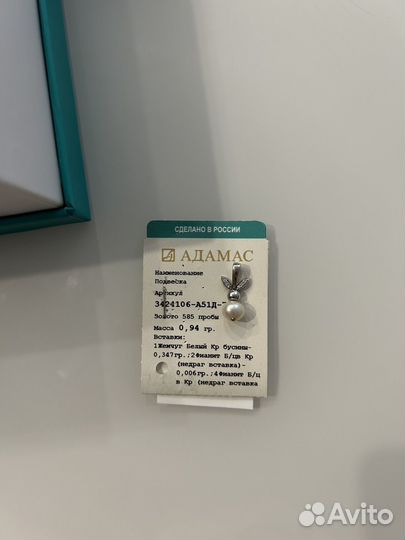 СДЕЛАНО В РОССИИ
АДАМАС
Наименование
Подвеска
Артикул
3424106-А51Д-
Золото 585 пробы
Масса 0,94 гр.
Вставки:
1Жемчуг Белый Кр бусины-
0,347гр.;2Фианит Б/цв Кр
(недраг вставка)-
0,006гр.;4Фианит Б/ц
в Кр (недраг вставка
Avito